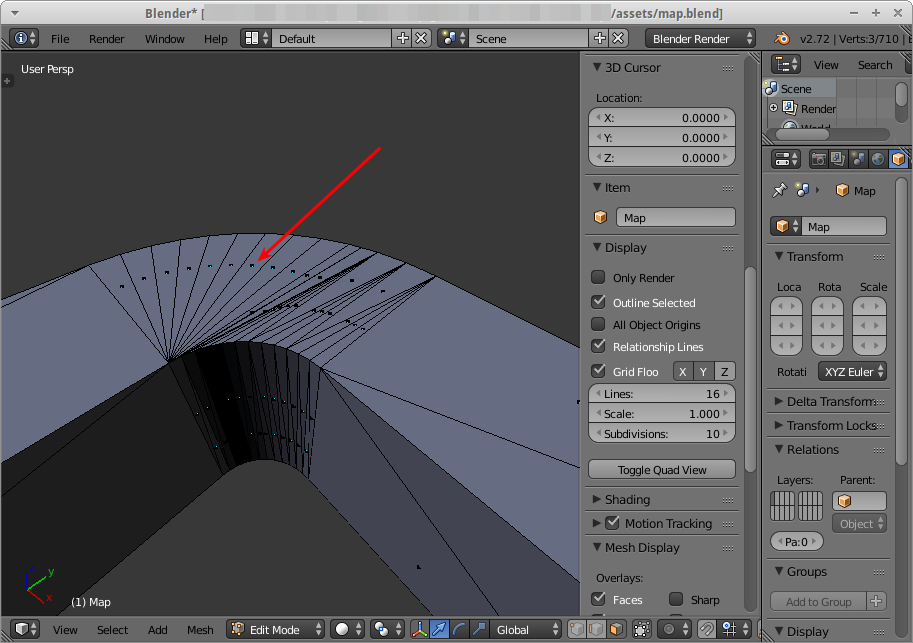 Blender* [ /assets/map.blend]
File Render Window Help Default Scene Blender Render v2.72 | Verts:3/710 |
User Persp
View Search
Scene
Render
World
3D Cursor
Location:
X: 0.0000
Y: 0.0000
Z: 0.0000
Item
Map
Display
Only Render
Outline Selected
All Object Origins
Relationship Lines
Grid Floo X Y Z
Lines: 16
Scale: 1.000
Subdivisions: 10
Toggle Quad View
Shading
Motion Tracking
Mesh Display
Overlays:
Faces Sharp
Map
Map
Transform
Loca Rota Scale
Rotati XYZ Euler
Delta Transform
Transform Locks
Relations
Layers: Parent:
Object
Pa:0
Groups
Add to Group
Display
z y x
(1) Map
View Select Add Mesh Edit Mode Global